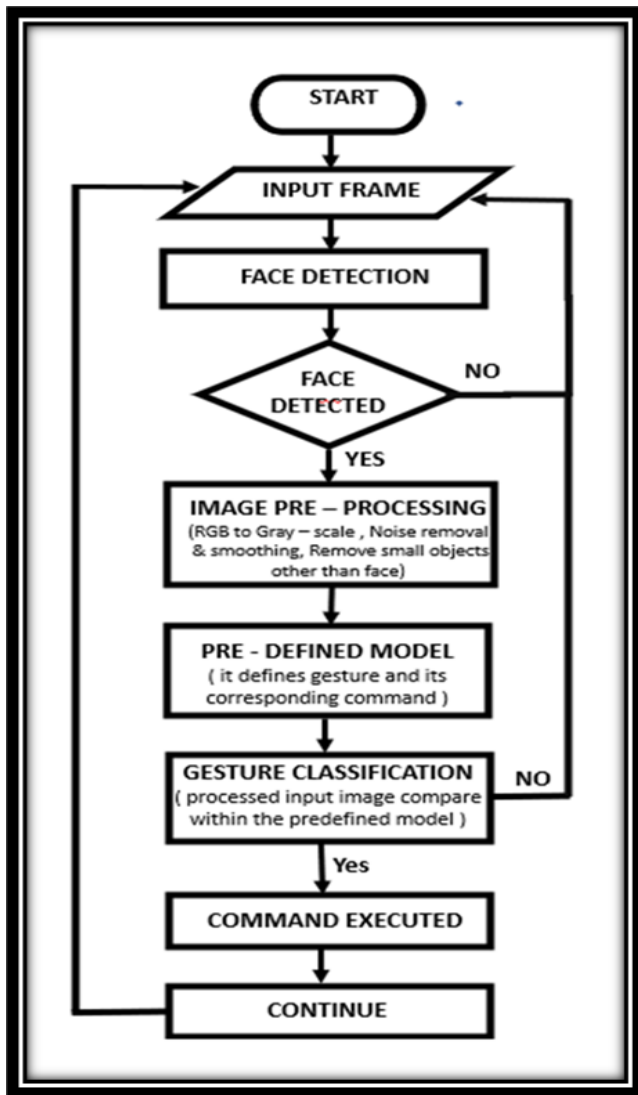 START
INPUT FRAME
FACE DETECTION
FACE
DETECTED
NO
YES
IMAGE PRE – PROCESSING
(RGB to Gray – scale , Noise removal
& smoothing, Remove small objects
other than face)
PRE - DEFINED MODEL
( it defines gesture and its
corresponding command )
GESTURE CLASSIFICATION
( processed input image compare
within the predefined model )
NO
Yes
COMMAND EXECUTED
CONTINUE